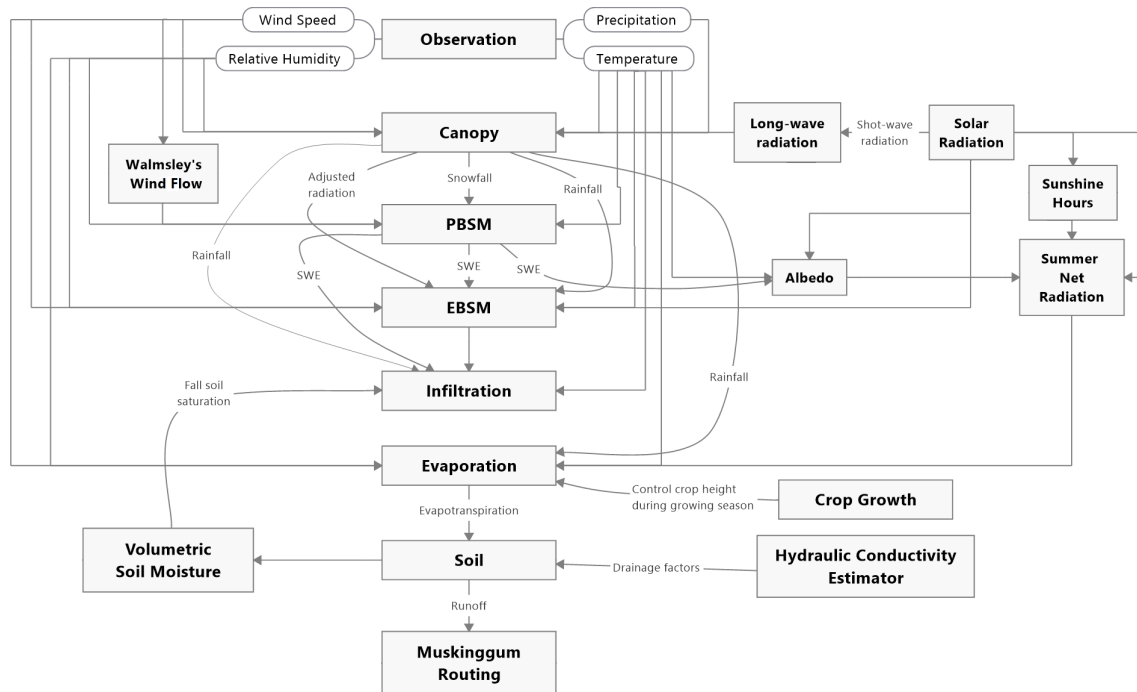 Wind Speed
Precipitation
Observation
Relative Humidity
Temperature
Canopy
Long-wave
radiation
Shot-wave
radiation
Solar
Radiation
Walmsley's
Wind Flow
Adjusted
radiation
Snowfall
Rainfall
Sunshine
Hours
PBSM
Rainfall
SWE
SWE
SWE
Albedo
Summer
Net
Radiation
EBSM
Fall soil
saturation
Infiltration
Rainfall
Evaporation
Control crop height
during growing season
Crop Growth
Evapotranspiration
Volumetric
Soil Moisture
Soil
Drainage factors
Hydraulic Conductivity
Estimator
Runoff
Muskinggum
Routing